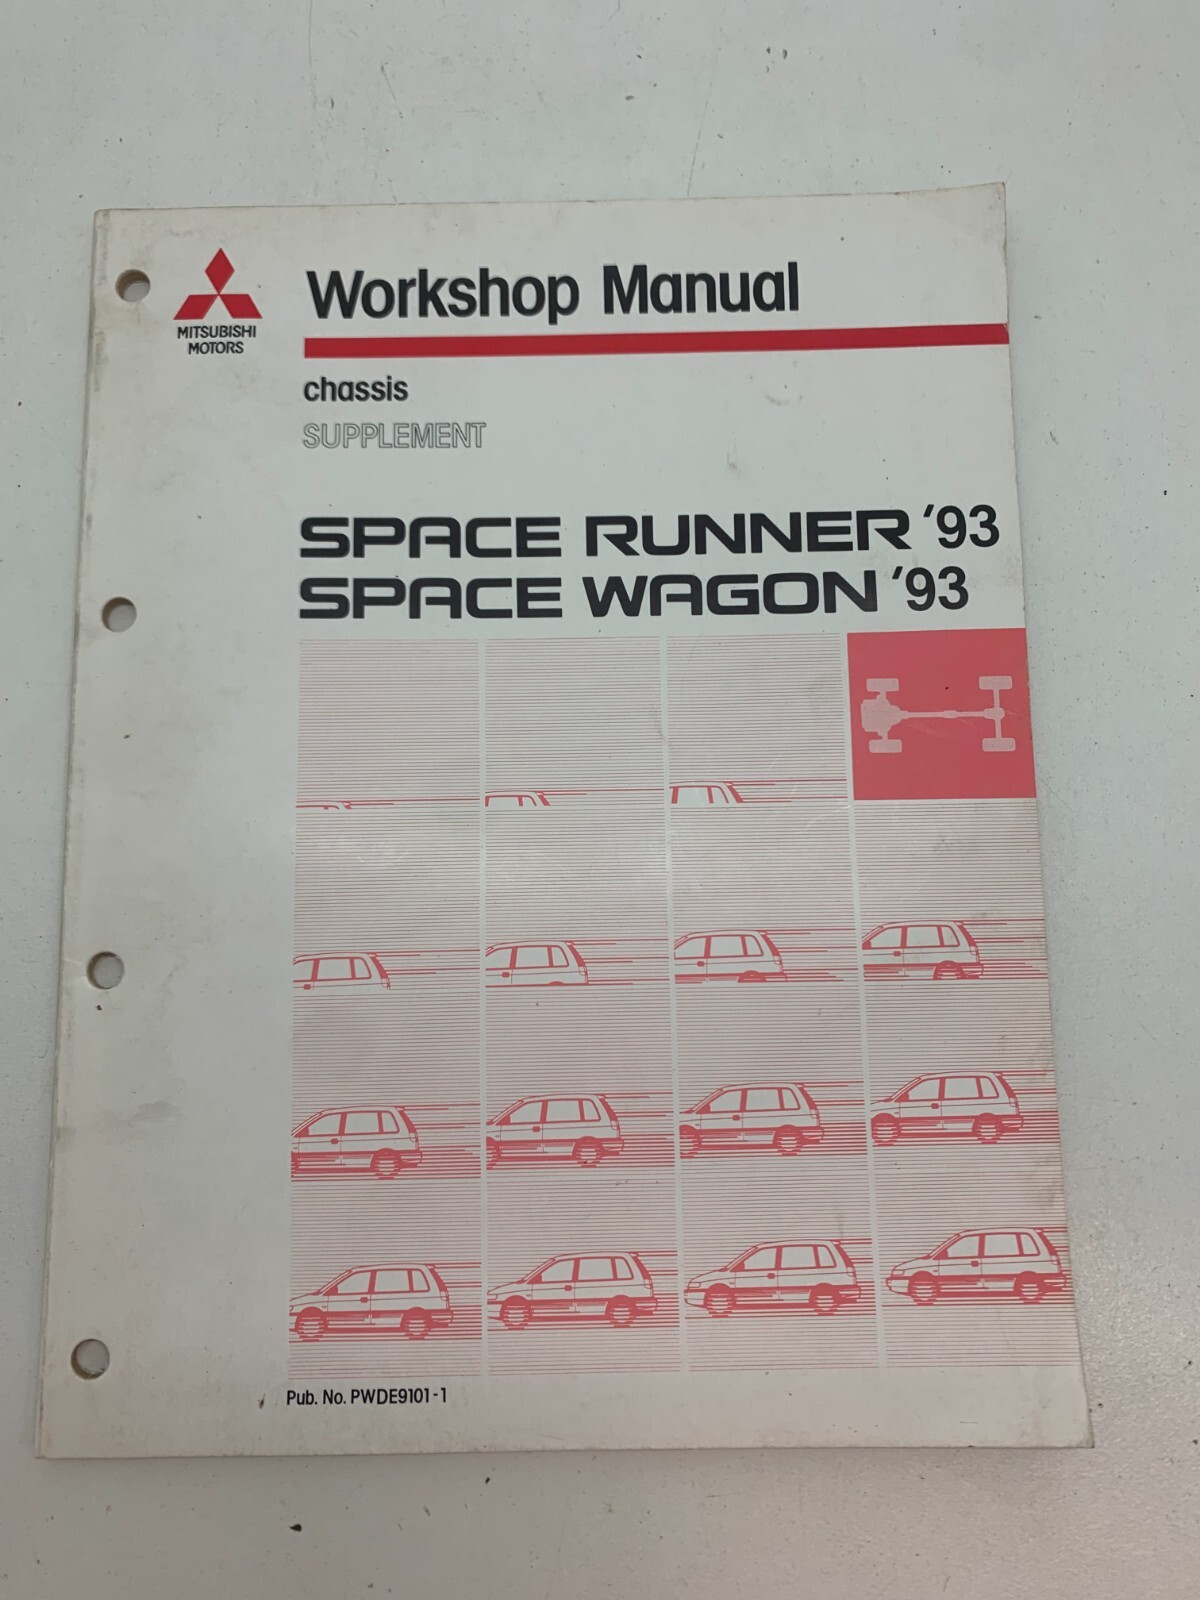 MITSUBISHI
MOTORS
Workshop Manual
chassis
SUPPLEMENT
SPACE RUNNER '93
SPACE WAGON '93
Pub. No. PWDE9101-1